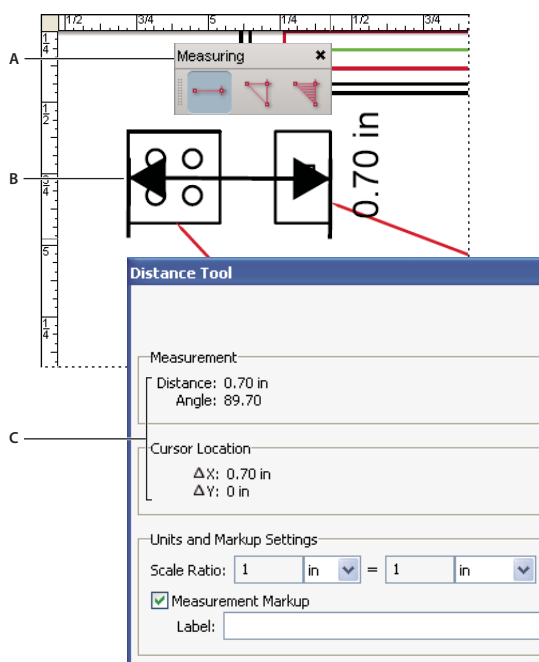 1/2 3/4 5 1/4 1/2 3/4
1/4
A
Measuring
1/2
B
3/4
0.70 in
5
Distance Tool
1/4
Measurement
Distance: 0.70 in
Angle: 89.70
C
Cursor Location
ΔX: 0.70 in
ΔY: 0 in
Units and Markup Settings
Scale Ratio: 1 in = 1 in
Measurement Markup
Label: